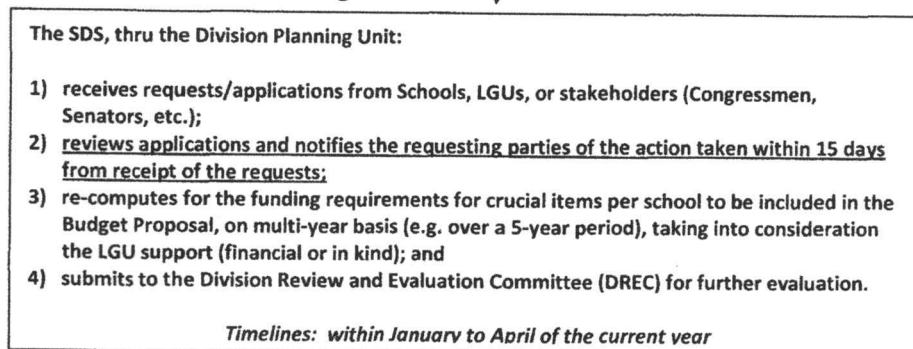 The SDS, thru the Division Planning Unit:
1) receives requests/applications from Schools, LGUs, or stakeholders (Congressmen,
Senators, etc.);
2) reviews applications and notifies the requesting parties of the action taken within 15 days
from receipt of the requests;
3) re-computes for the funding requirements for crucial items per school to be included in the
Budget Proposal, on multi-year basis (e.g. over a 5-year period), taking into consideration
the LGU support (financial or in kind); and
4) submits to the Division Review and Evaluation Committee (DREC) for further evaluation.
Timelines: within January to April of the current year